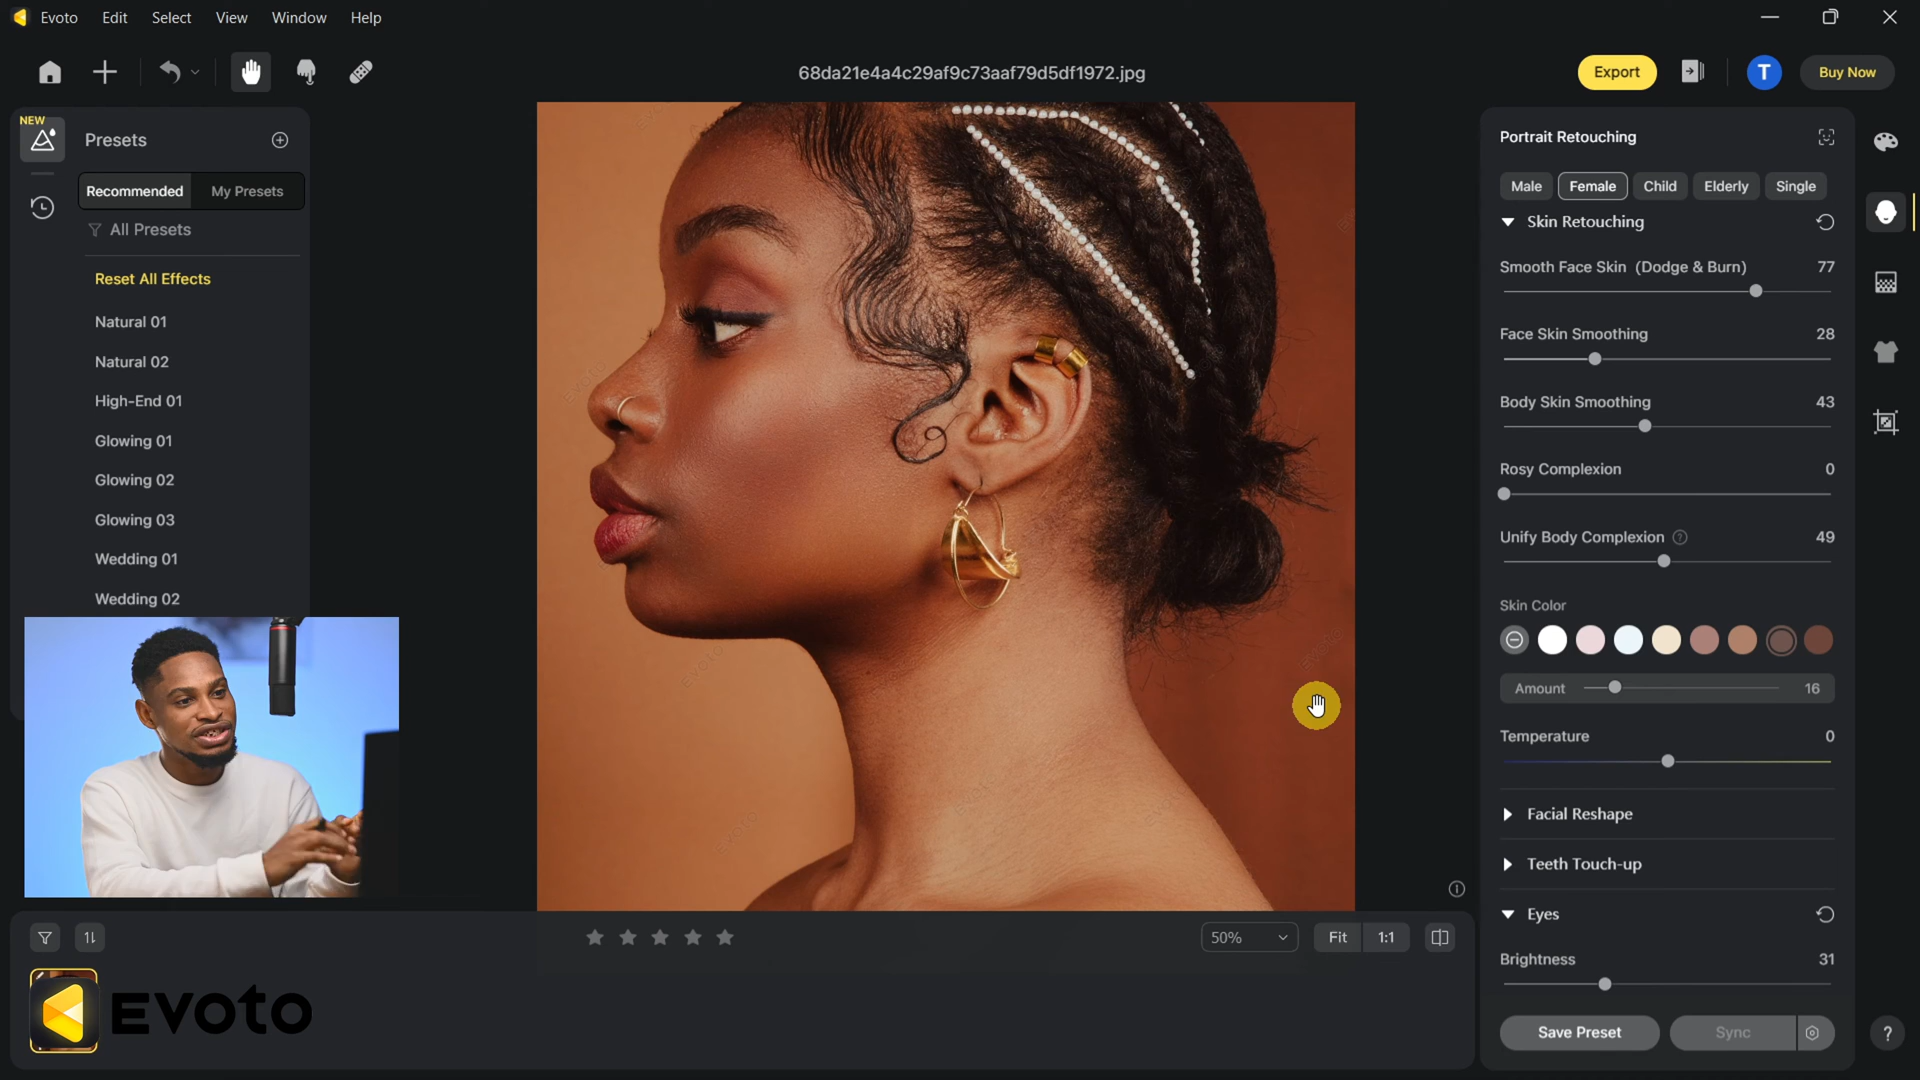 Evoto Edit Select View Window Help
68da21e4a4c29af9c73aaf79d5df1972.jpg
Export
T
Buy Now
NEW
Presets
Recommended My Presets
All Presets
Reset All Effects
Natural 01
Natural 02
High-End 01
Glowing 01
Glowing 02
Glowing 03
Wedding 01
Wedding 02
Portrait Retouching
Male Female Child Elderly Single
Skin Retouching
Smooth Face Skin (Dodge & Burn) 77
Face Skin Smoothing 28
Body Skin Smoothing 43
Rosy Complexion 0
Unify Body Complexion ? 49
Skin Color
Amount 16
Temperature 0
Facial Reshape
Teeth Touch-up
Eyes
Brightness 31
Save Preset Sync
?
50% Fit 1:1
EVOTO
EVOTO
EVOTO